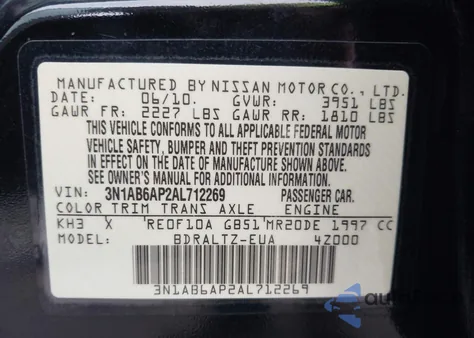 MANUFACTURED BY NISSAN MOTOR CO., LTD.
DATE: 06/10. GVWR: 3951 LBS
GAWR FR: 2227 LBS GAWR RR: 1810 LBS
THIS VEHICLE CONFORMS TO ALL APPLICABLE FEDERAL MOTOR
VEHICLE SAFETY, BUMPER AND THEFT PREVENTION STANDARDS
IN EFFECT ON THE DATE OF MANUFACTURE SHOWN ABOVE.
SEE OWNER'S MANUAL FOR ADDITIONAL INFORMATION.
VIN: 3N1AB6AP2AL712269 PASSENGER CAR.
COLOR TRIM TRANS AXLE ENGINE
KH3 X RE0F10A GB51 MR20DE 1997 CC
MODEL: BDRALTZ-EUA 4Z000
3N1AB6AP2AL712269